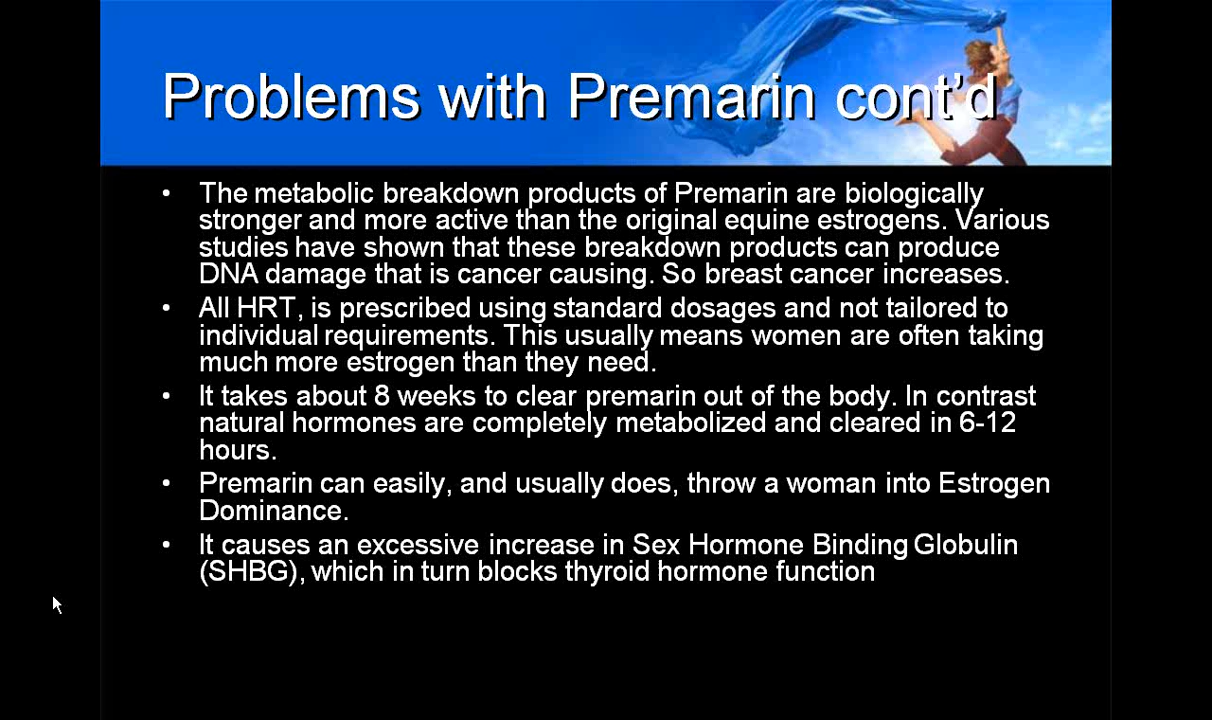 Problems with Premarin cont'd
• The metabolic breakdown products of Premarin are biologically
stronger and more active than the original equine estrogens. Various
studies have shown that these breakdown products can produce
DNA damage that is cancer causing. So breast cancer increases.
• All HRT, is prescribed using standard dosages and not tailored to
individual requirements. This usually means women are often taking
much more estrogen than they need.
• It takes about 8 weeks to clear premarin out of the body. In contrast
natural hormones are completely metabolized and cleared in 6-12
hours.
• Premarin can easily, and usually does, throw a woman into Estrogen
Dominance.
• It causes an excessive increase in Sex Hormone Binding Globulin
(SHBG), which in turn blocks thyroid hormone function